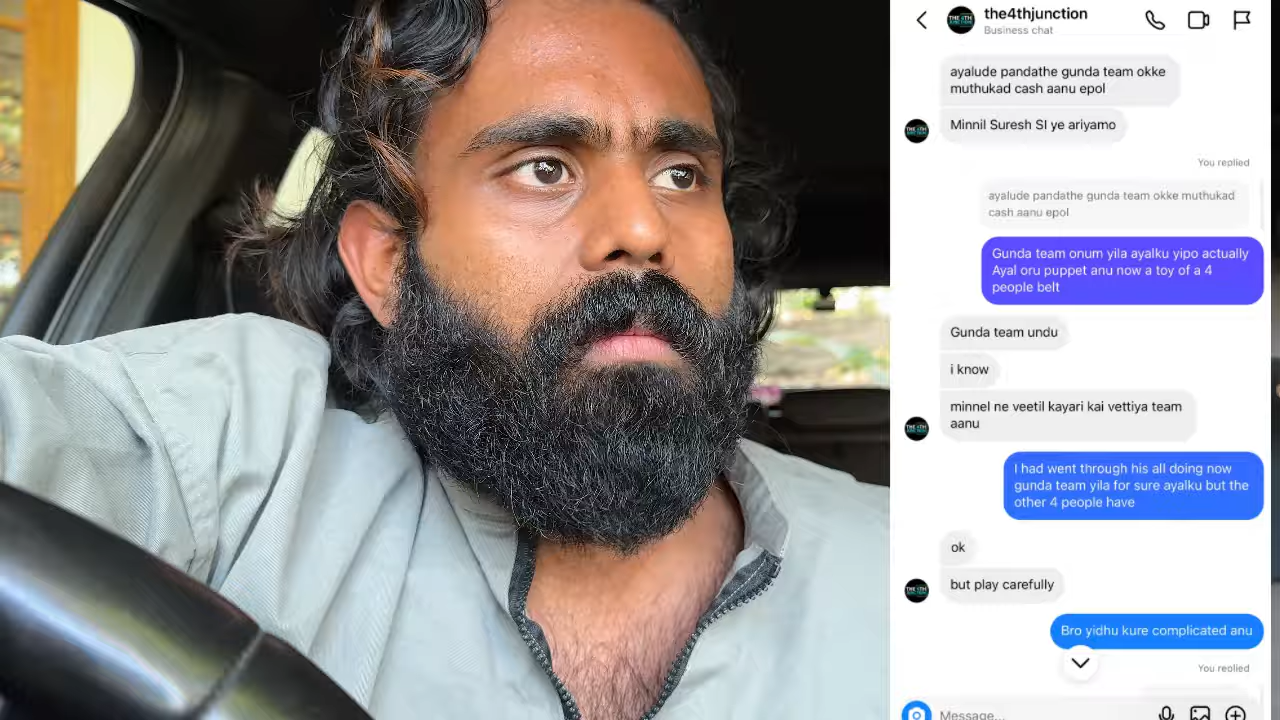 the4thjunction
Business chat
ayalude pandathe gunda team okke
muthukad cash aanu epol
Minnil Suresh SI ye ariyamo
You replied
ayalude pandathe gunda team okke muthukad
cash aanu epol
Gunda team onum yila ayalku yipo actually
Ayal oru puppet anu now a toy of a 4
people belt
Gunda team undu
i know
minnel ne veetil kayari kai vettiya team
aanu
I had went through his all doing now
gunda team yila for sure ayalku but the
other 4 people have
ok
but play carefully
Bro yidhu kure complicated anu
You replied
Message...